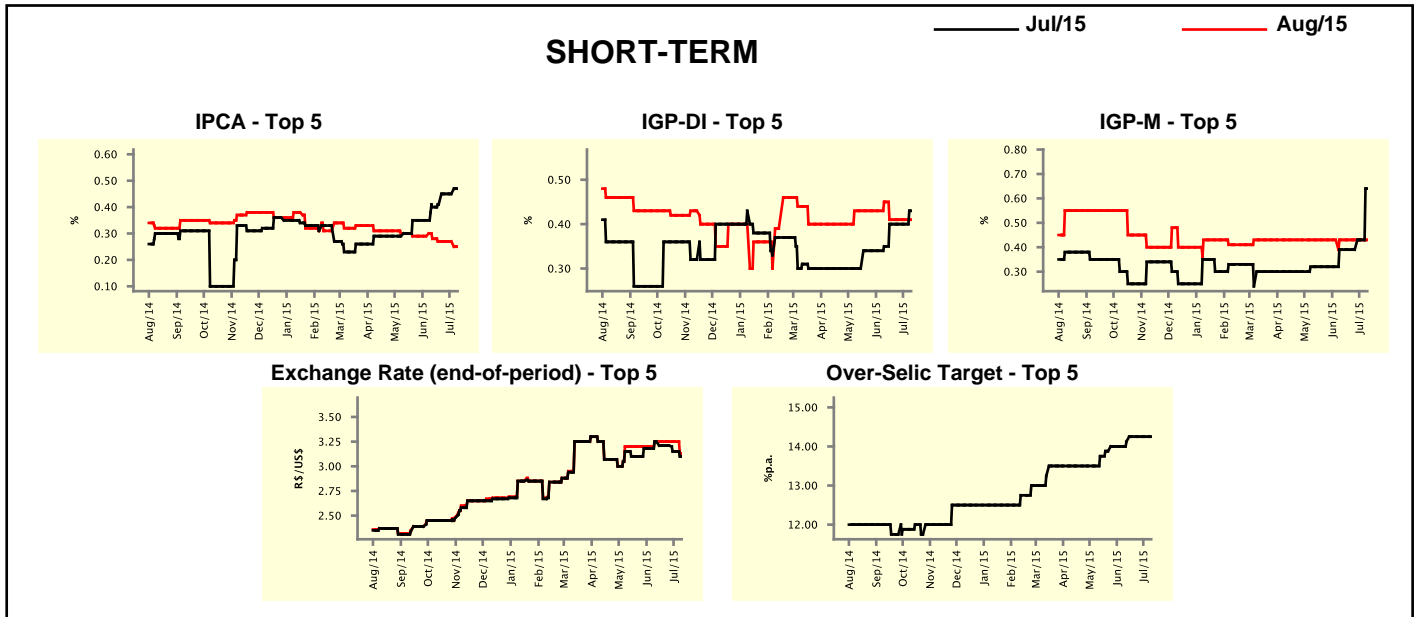 Jul/15 Aug/15
SHORT-TERM
IPCA - Top 5
0.60
0.50
0.40
0.30
0.20
0.10
%
Aug/14 Sep/14 Oct/14 Nov/14 Dec/14 Jan/15 Feb/15 Mar/15 Apr/15 May/15 Jun/15 Jul/15
IGP-DI - Top 5
0.50
0.40
0.30
%
Aug/14 Sep/14 Oct/14 Nov/14 Dec/14 Jan/15 Feb/15 Mar/15 Apr/15 May/15 Jun/15 Jul/15
IGP-M - Top 5
0.80
0.70
0.60
0.50
0.40
0.30
%
Aug/14 Sep/14 Oct/14 Nov/14 Dec/14 Jan/15 Feb/15 Mar/15 Apr/15 May/15 Jun/15 Jul/15
Exchange Rate (end-of-period) - Top 5
3.50
3.25
3.00
2.75
2.50
R$/US$
Aug/14 Sep/14 Oct/14 Nov/14 Dec/14 Jan/15 Feb/15 Mar/15 Apr/15 May/15 Jun/15 Jul/15
Over-Selic Target - Top 5
15.00
14.00
13.00
12.00
%p.a.
Aug/14 Sep/14 Oct/14 Nov/14 Dec/14 Jan/15 Feb/15 Mar/15 Apr/15 May/15 Jun/15 Jul/15